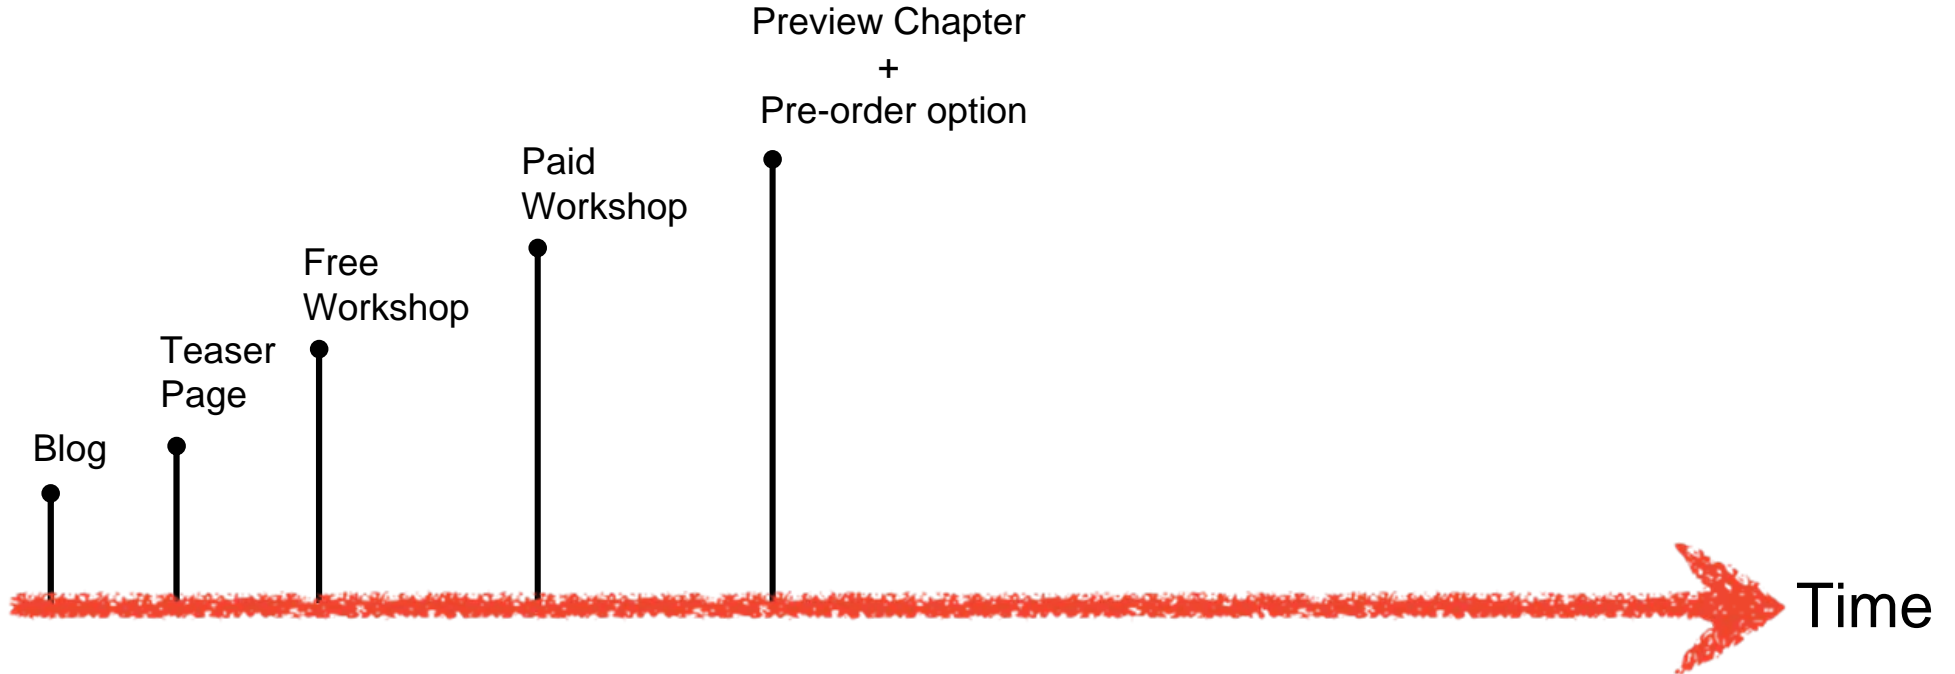 Preview Chapter
+
Pre-order option
Paid
Workshop
Free
Workshop
Teaser
Page
Blog
Time